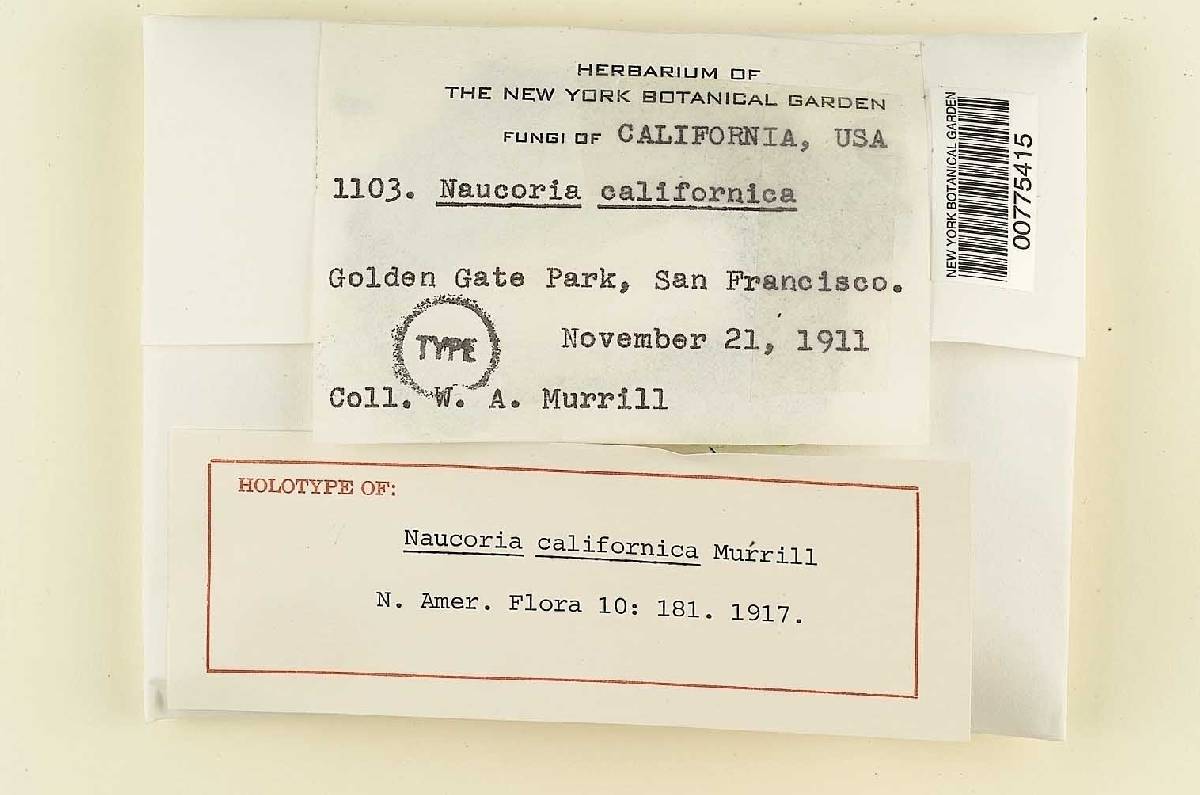 HERBARIUM OF
THE NEW YORK BOTANICAL GARDEN
FUNGI OF CALIFORNIA, USA
1103. Naucoria californica
Golden Gate Park, San Francisco.
TYPE
November 21, 1911
Coll. W. A. Murrill
NEW YORK BOTANICAL GARDEN
00775415
HOLOTYPE OF:
Naucoria californica Murrill
N. Amer. Flora 10: 181. 1917.